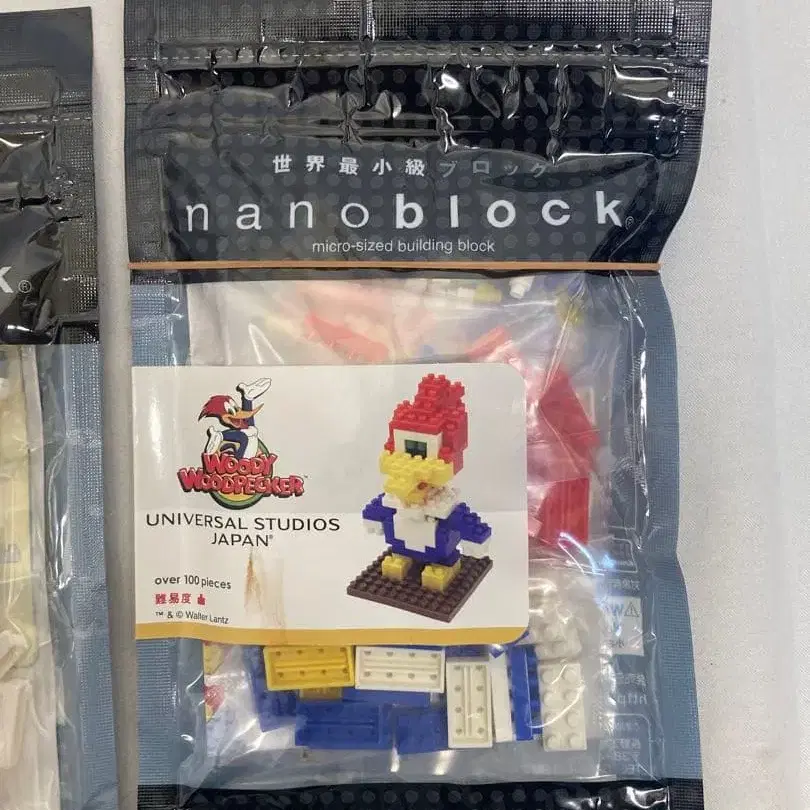 世界最小級ブロック
nanoblock®
micro-sized building block
K®
WOODY
WOODPECKER™
UNIVERSAL STUDIOS
JAPAN®
over 100 pieces
難易度
™ & © Walter Lantz